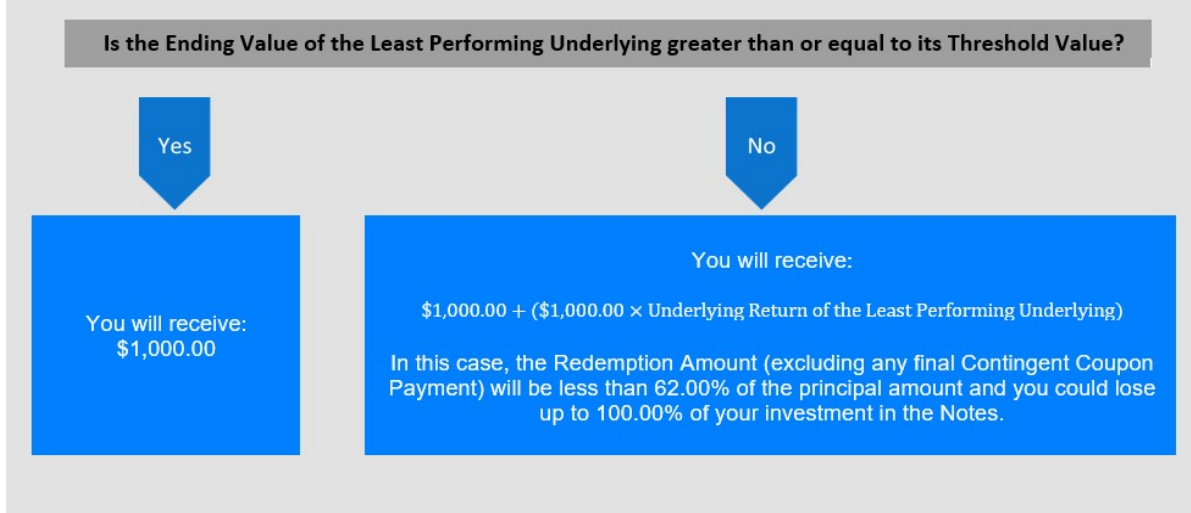 Is the Ending Value of the Least Performing Underlying greater than or equal to its Threshold Value?
Yes
No
You will receive:
$1,000.00
You will receive:
$1,000.00 + ($1,000.00 × Underlying Return of the Least Performing Underlying)
In this case, the Redemption Amount (excluding any final Contingent Coupon
Payment) will be less than 62.00% of the principal amount and you could lose
up to 100.00% of your investment in the Notes.